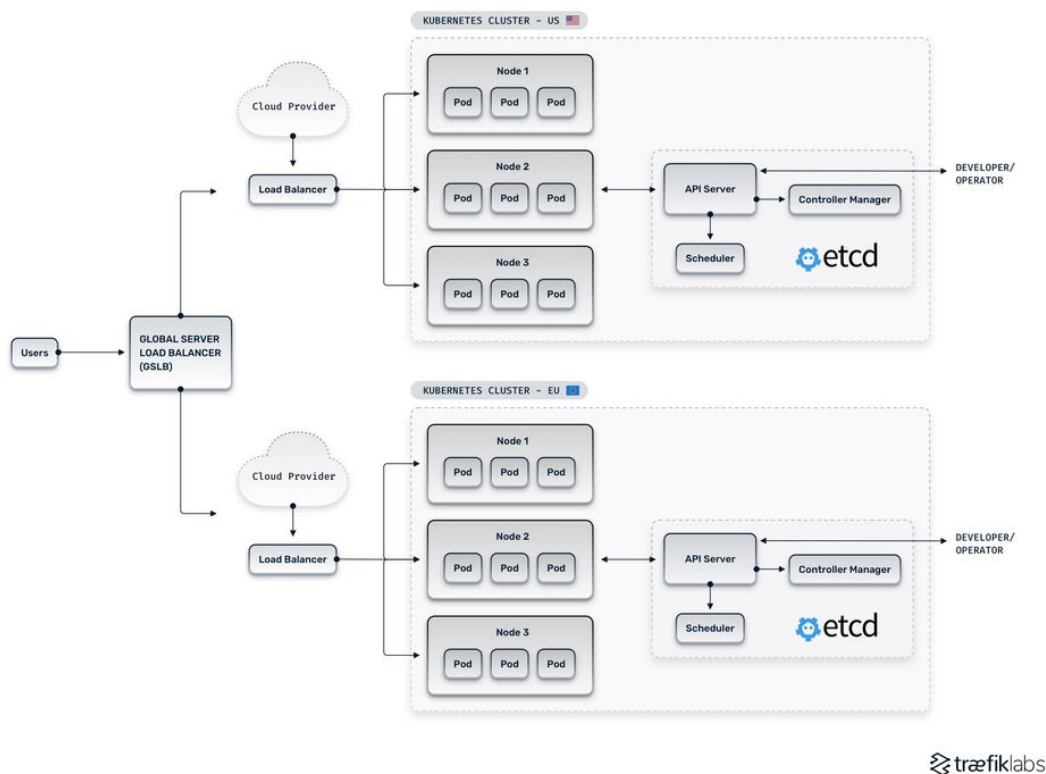 KUBERNETES CLUSTER - US
Node 1
Pod Pod Pod
Cloud Provider
Load Balancer
Node 2
Pod Pod Pod
API Server
DEVELOPER/
OPERATOR
Controller Manager
Node 3
Pod Pod Pod
Scheduler
etcd
Users
GLOBAL SERVER
LOAD BALANCER
(GSLB)
KUBERNETES CLUSTER - EU
Node 1
Pod Pod Pod
Cloud Provider
Load Balancer
Node 2
Pod Pod Pod
API Server
DEVELOPER/
OPERATOR
Controller Manager
Node 3
Pod Pod Pod
Scheduler
etcd
træfiklabs